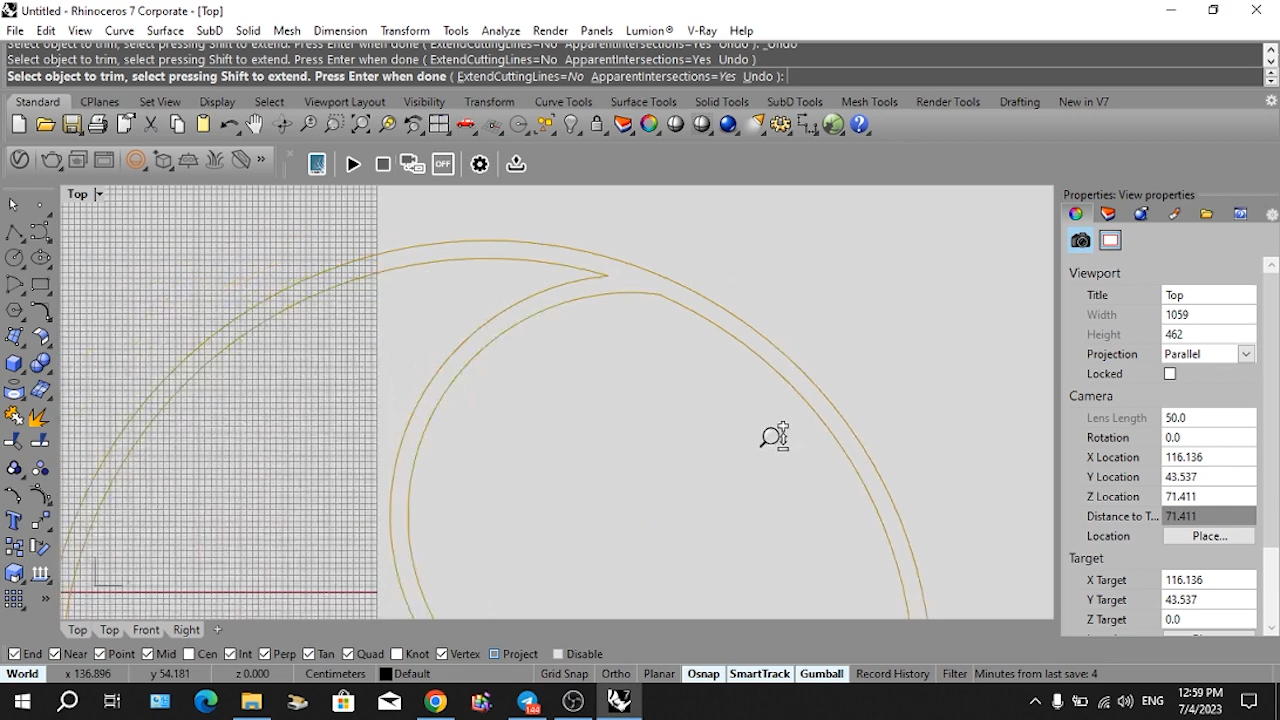 Untitled - Rhinoceros 7 Corporate - [Top]
File Edit View Curve Surface SubD Solid Mesh Dimension Transform Tools Analyze Render Panels Lumion® V-Ray Help
Select object to trim, select pressing Shift to extend. Press Enter when done ( ExtendCuttingLines=No ApparentIntersections=Yes Undo ): _Undo
Select object to trim, select pressing Shift to extend. Press Enter when done ( ExtendCuttingLines=No ApparentIntersections=Yes Undo )
Select object to trim, select pressing Shift to extend. Press Enter when done ( ExtendCuttingLines=No ApparentIntersections=Yes Undo ):
Standard CPlanes Set View Display Select Viewport Layout Visibility Transform Curve Tools Surface Tools Solid Tools SubD Tools Mesh Tools Render Tools Drafting New in V7
OFF
Top
Properties: View properties
Viewport
Title Top
Width 1059
Height 462
Projection Parallel
Locked
Camera
Lens Length 50.0
Rotation 0.0
X Location 116.136
Y Location 43.537
Z Location 71.411
Distance to T... 71.411
Location Place...
Target
X Target 116.136
Y Target 43.537
Z Target 0.0
Top Top Front Right
End Near Point Mid Cen Int Perp Tan Quad Knot Vertex Project Disable
World x 136.896 y 54.181 z 0.000 Centimeters Default Grid Snap Ortho Planar Osnap SmartTrack Gumball Record History Filter Minutes from last save: 4
144
ENG
12:59 PM
7/4/2023